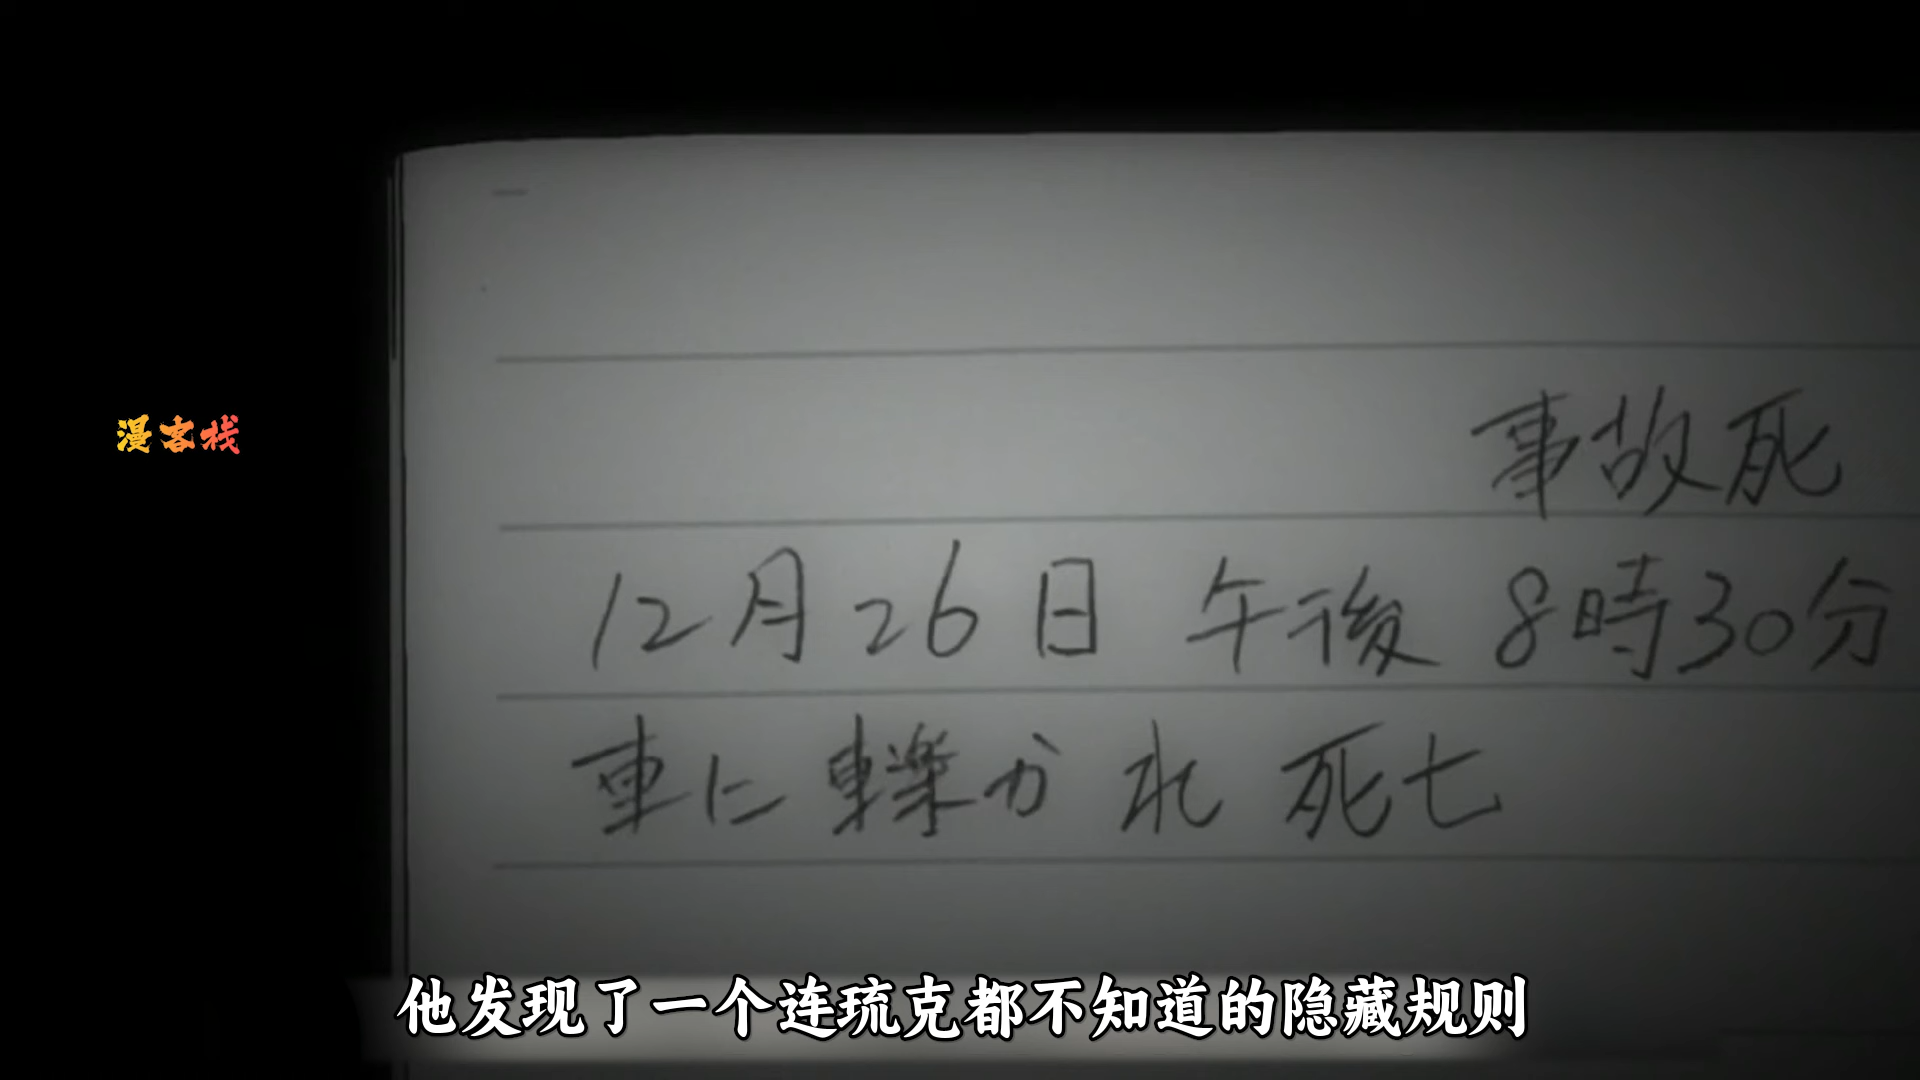 事故死
漫客栈
12月26日 午後 8時30分
車に轢かれ 死亡
他发现了一个连琉克都不知道的隐藏规则